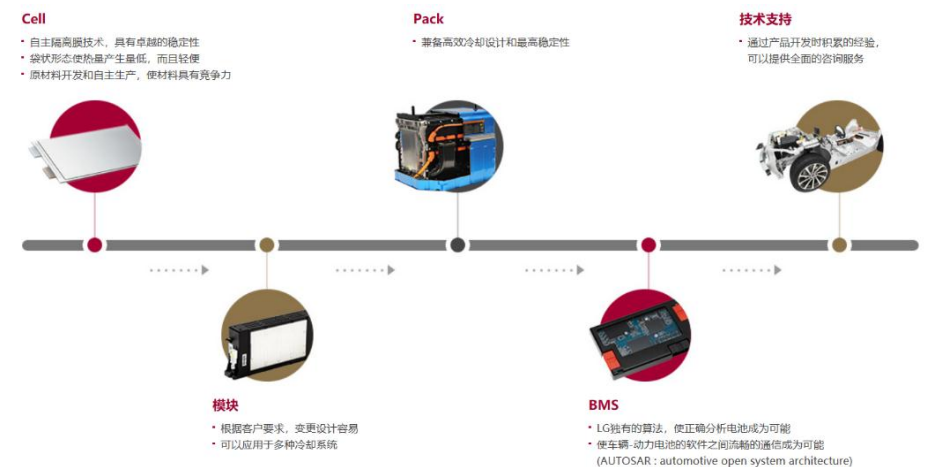 Cell
• 自主隔离膜技术，具有卓越的稳定性
• 袋状形态使热量产生量低，而且轻便
• 原材料开发和自主生产，使材料具有竞争力
Pack
• 兼备高效冷却设计和最高稳定性
技术支持
• 通过产品开发时积累的经验，
可以提供全面的咨询服务
模块
• 根据客户要求，变更设计容易
• 可以应用于多种冷却系统
BMS
• LG独有的算法，使正确分析电池成为可能
• 使车辆-动力电池的软件之间流畅的通信成为可能
(AUTOSAR : automotive open system architecture)